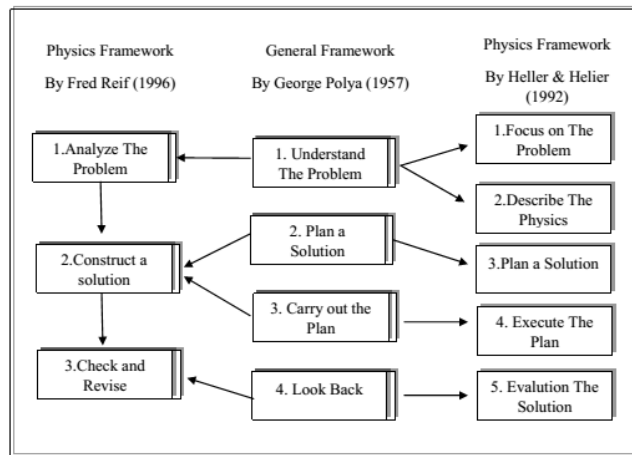 Physics Framework
By Fred Reif (1996)
General Framework
By George Polya (1957)
Physics Framework
By Heller & Helier
(1992)
1.Analyze The
Problem
2.Construct a
solution
3.Check and
Revise
1. Understand
The Problem
2. Plan a
Solution
3. Carry out the
Plan
4. Look Back
1.Focus on The
Problem
2.Describe The
Physics
3.Plan a Solution
4. Execute The
Plan
5. Evalution The
Solution